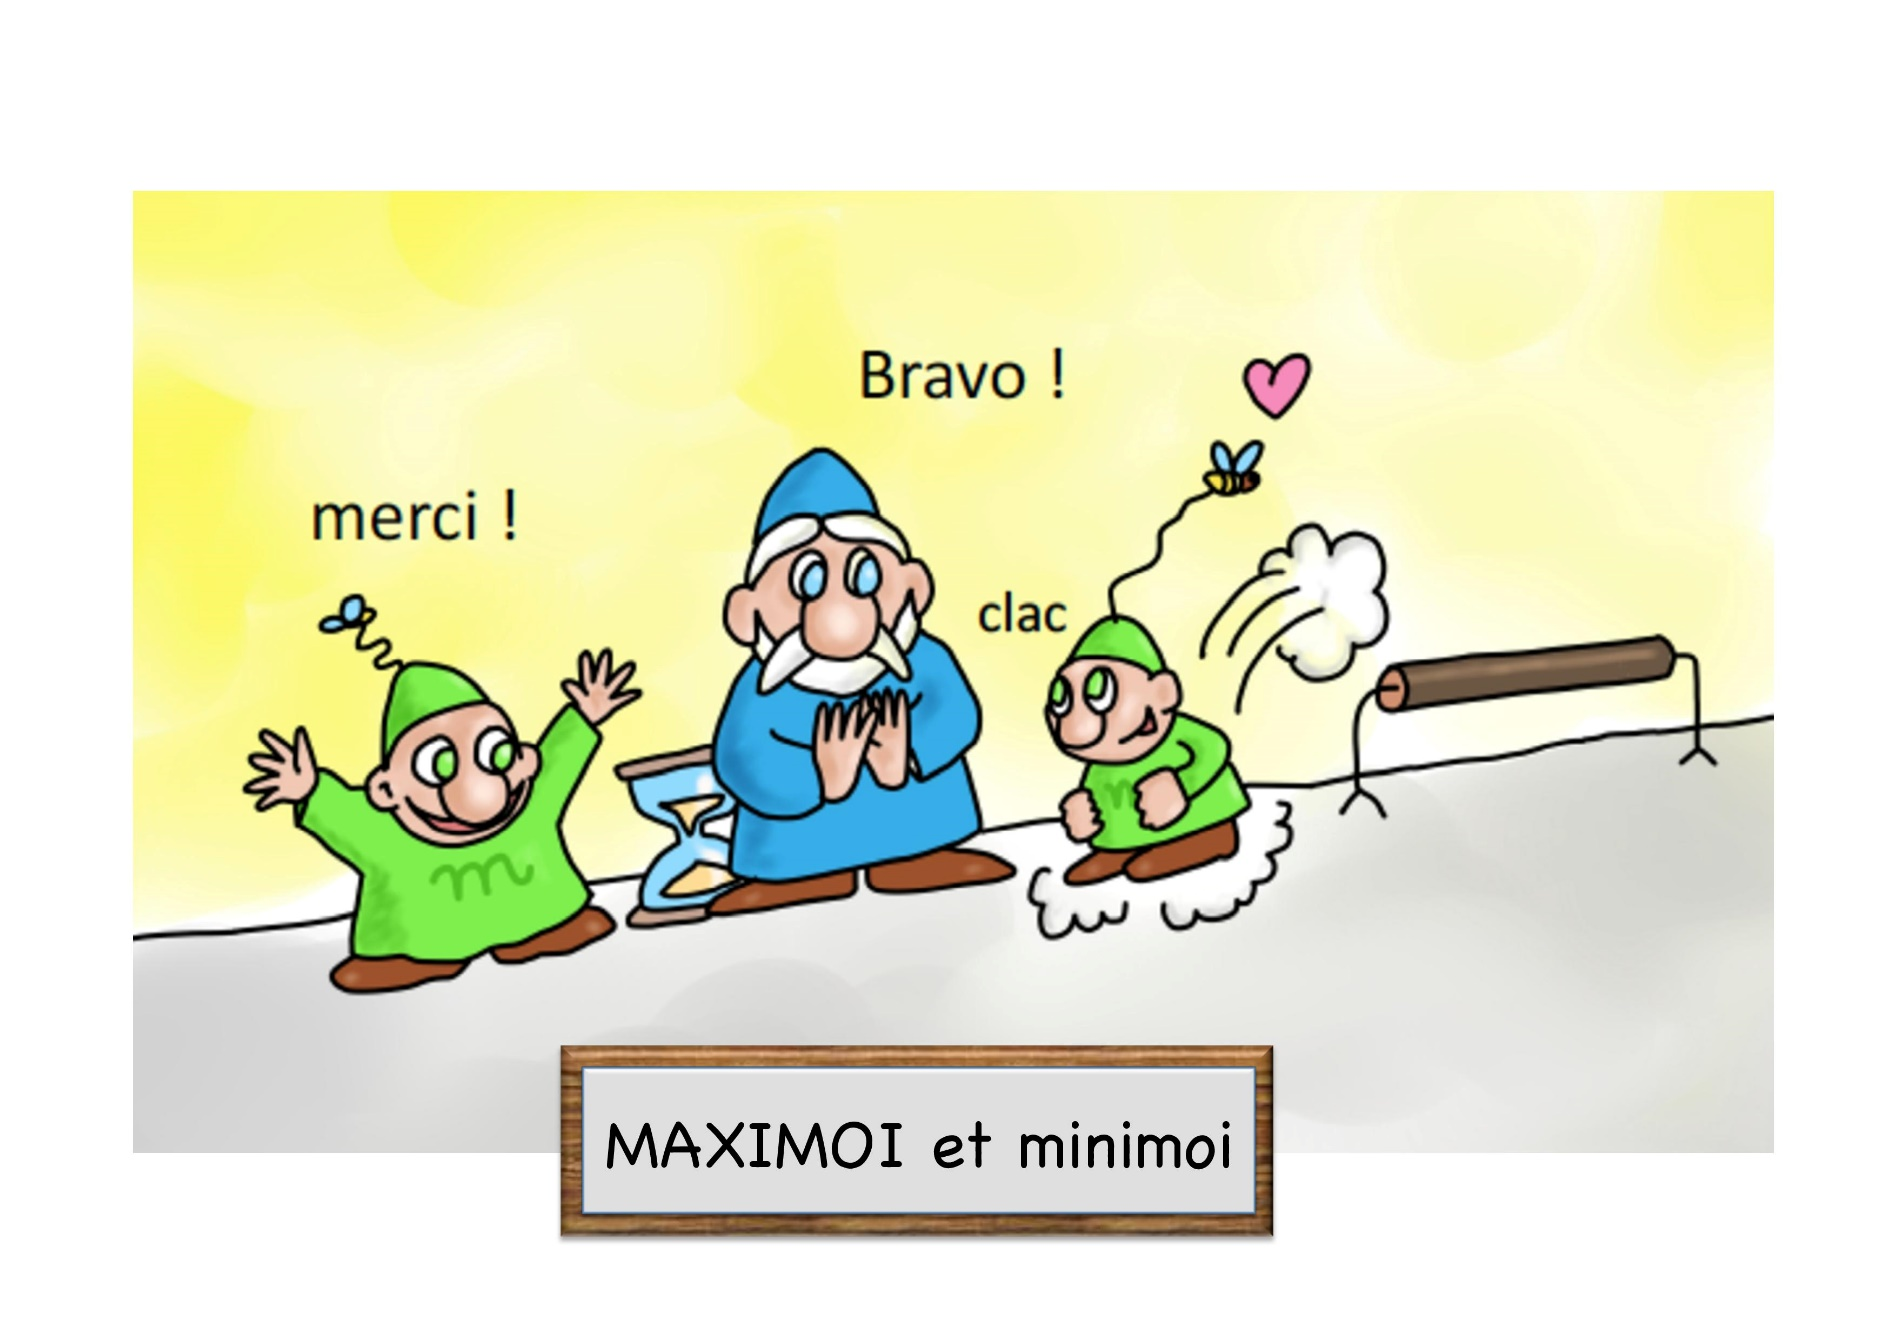 Bravo !
merci !
clac
m
m
MAXIMOI et minimoi